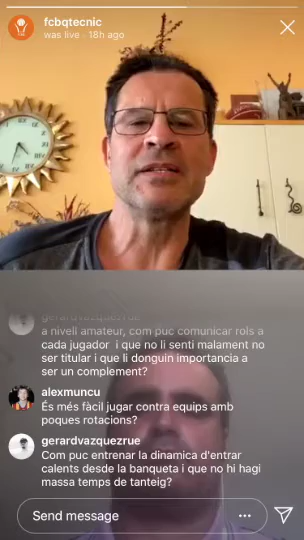 fcbqtecnic
was live · 18h ago
gerardvazquezrue
a nivell amateur, com puc comunicar rols a
cada jugador i que no li senti malament no
ser titular i que li donguin importancia a
ser un complement?
alexmuncu
És més fàcil jugar contra equips amb
poques rotacions?
gerardvazquezrue
Com puc entrenar la dinamica d'entrar
calents desde la banqueta i que no hi hagi
massa temps de tanteig?
Send message